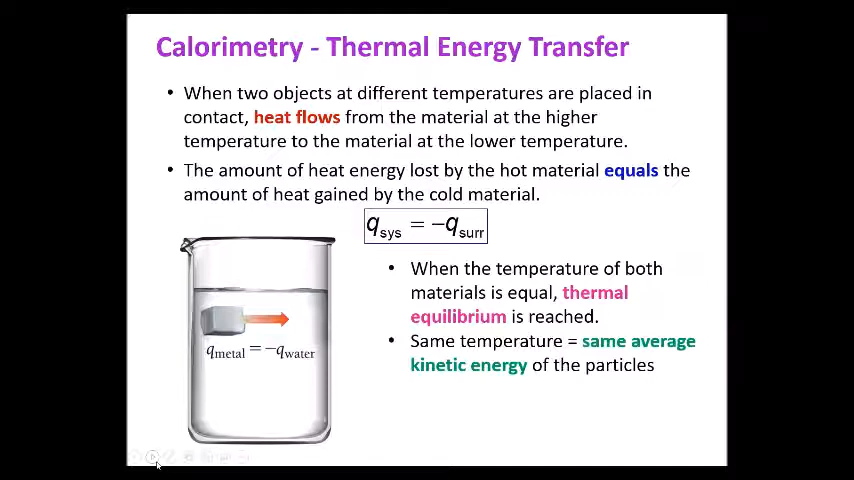 Calorimetry - Thermal Energy Transfer
• When two objects at different temperatures are placed in
contact, heat flows from the material at the higher
temperature to the material at the lower temperature.
• The amount of heat energy lost by the hot material equals the
amount of heat gained by the cold material.
q_sys = −q_surr
• When the temperature of both
materials is equal, thermal
equilibrium is reached.
• Same temperature = same average
kinetic energy of the particles
q_metal = −q_water